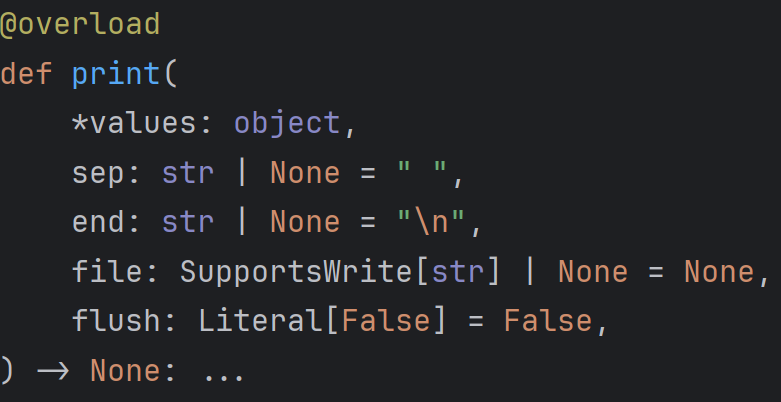 @overload
def print(
    *values: object,
    sep: str | None = " ",
    end: str | None = "\n",
    file: SupportsWrite[str] | None = None,
    flush: Literal[False] = False,
) -> None: ...